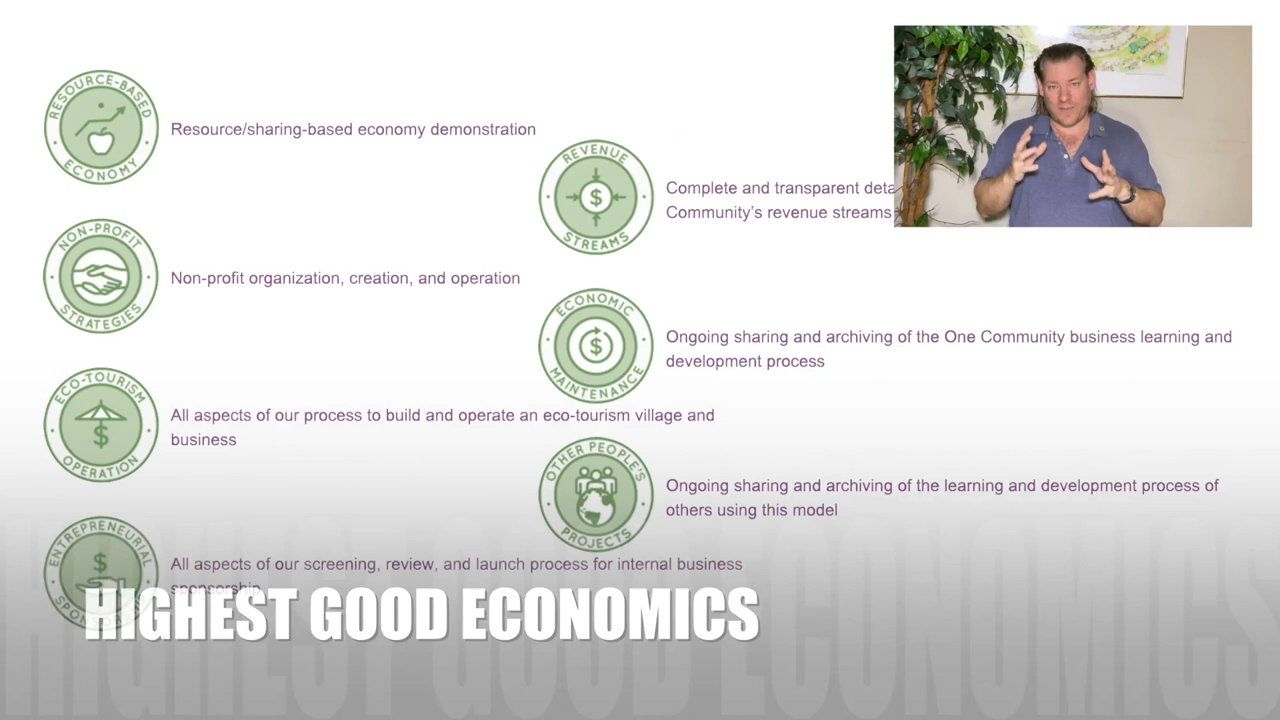 RESOURCE-BASED
ECONOMY
Resource/sharing-based economy demonstration
NON-PROFIT
STRATEGIES
Non-profit organization, creation, and operation
ECO-TOURISM
OPERATION
All aspects of our process to build and operate an eco-tourism village and
business
ENTREPRENEURIAL
All aspects of our screening, review, and launch process for internal business
sponsorship
REVENUE
STREAMS
Complete and transparent
Community’s revenue streams
ECONOMIC
MAINTENANCE
Ongoing sharing and archiving of the One Community business learning and
development process
OTHER PEOPLE'S
PROJECTS
Ongoing sharing and archiving of the learning and development process of
others using this model
HIGHEST GOOD ECONOMICS
HIGHEST GOOD ECONOMICS